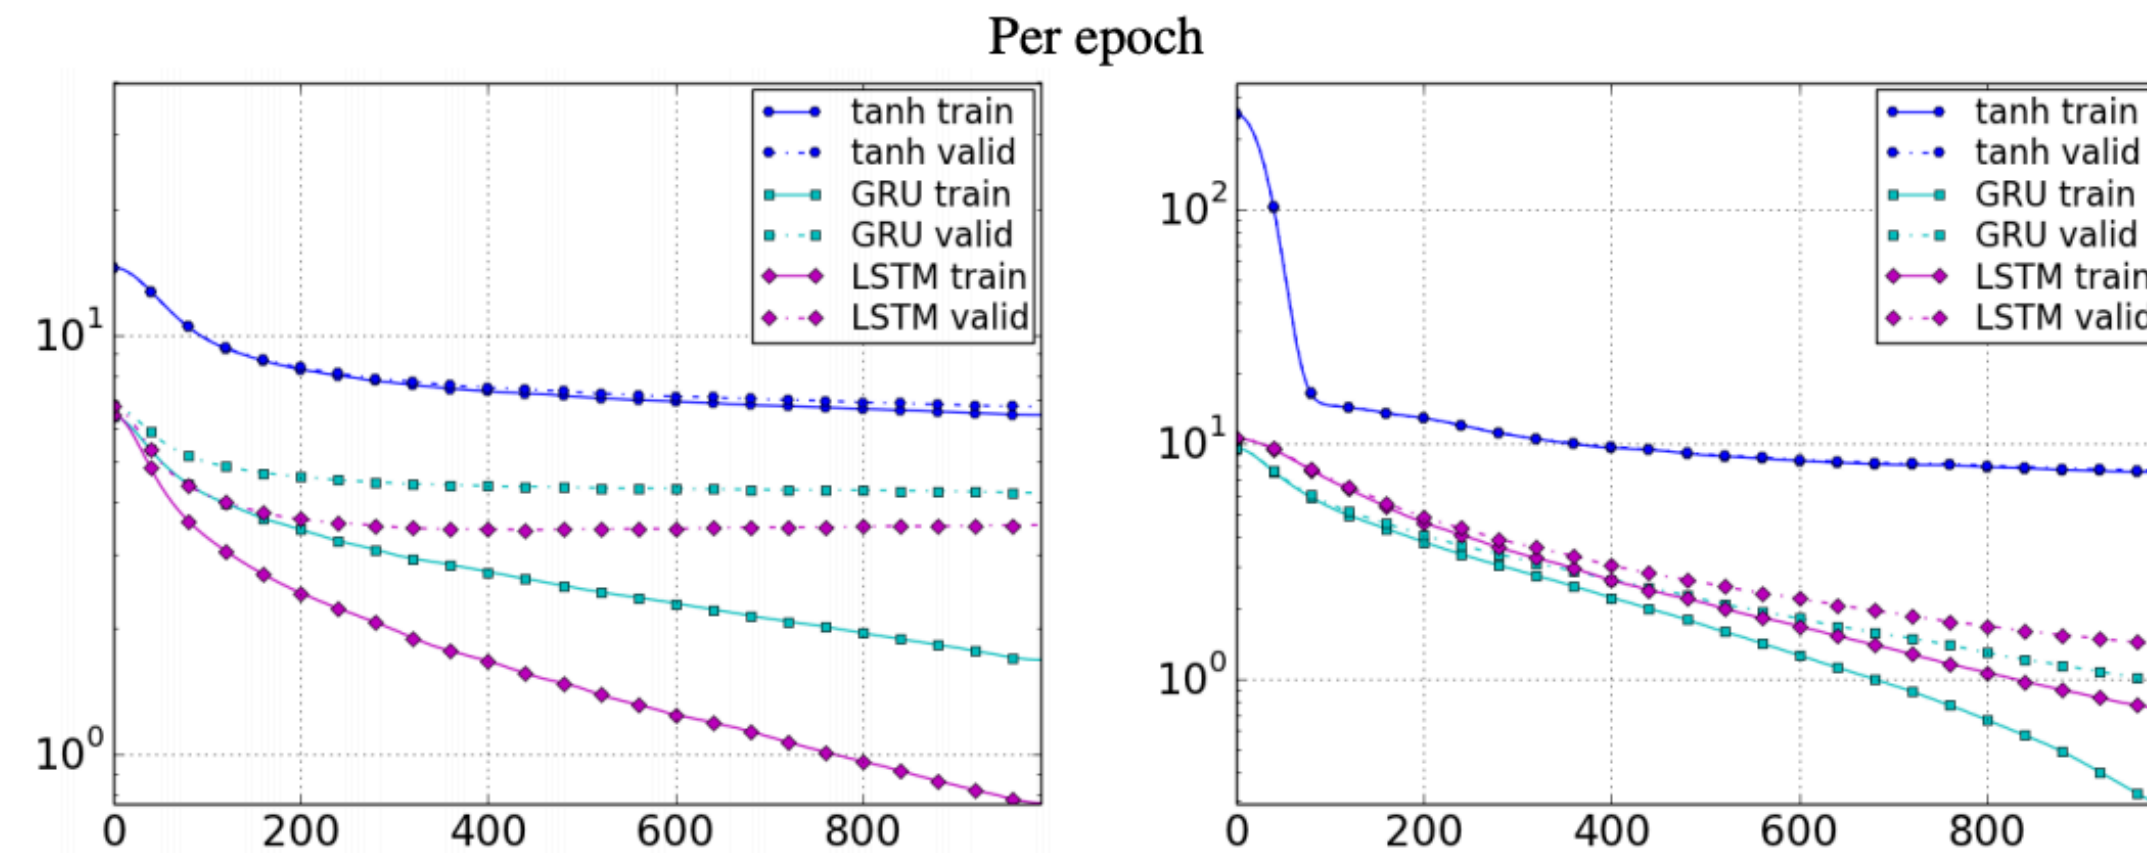 Per epoch
tanh train
tanh valid
GRU train
GRU valid
LSTM train
LSTM valid
10^1
10^0
0 200 400 600 800
tanh train
tanh valid
GRU train
GRU valid
LSTM train
LSTM valid
10^2
10^1
10^0
0 200 400 600 800